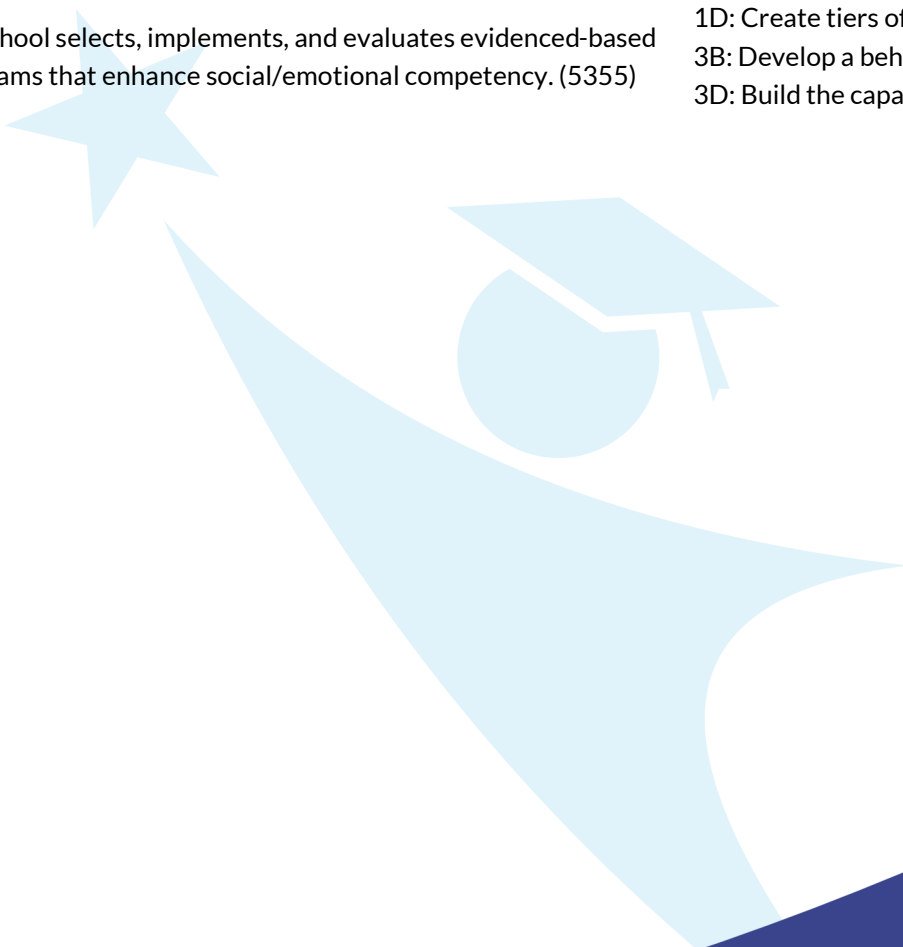 hool selects, implements, and evaluates evidenced-based
ams that enhance social/emotional competency. (5355)
1D: Create tiers of
3B: Develop a beh
3D: Build the capa